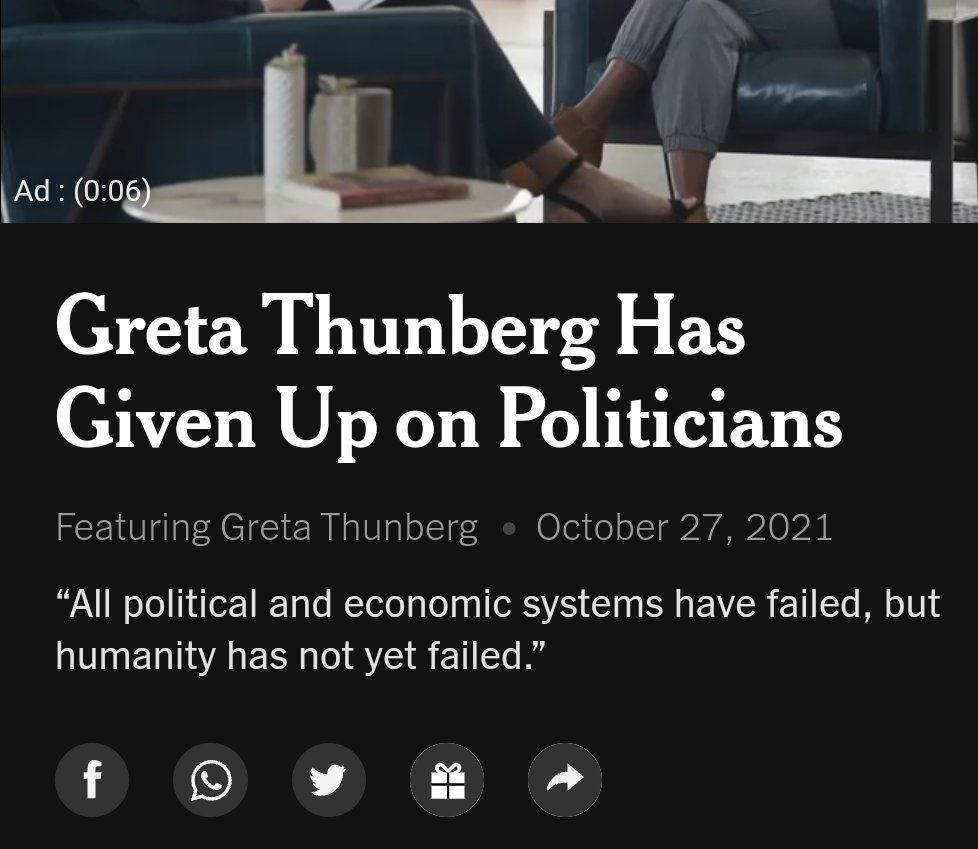 Ad : (0:06)
Greta Thunberg Has
Given Up on Politicians
Featuring Greta Thunberg • October 27, 2021
“All political and economic systems have failed, but
humanity has not yet failed.”